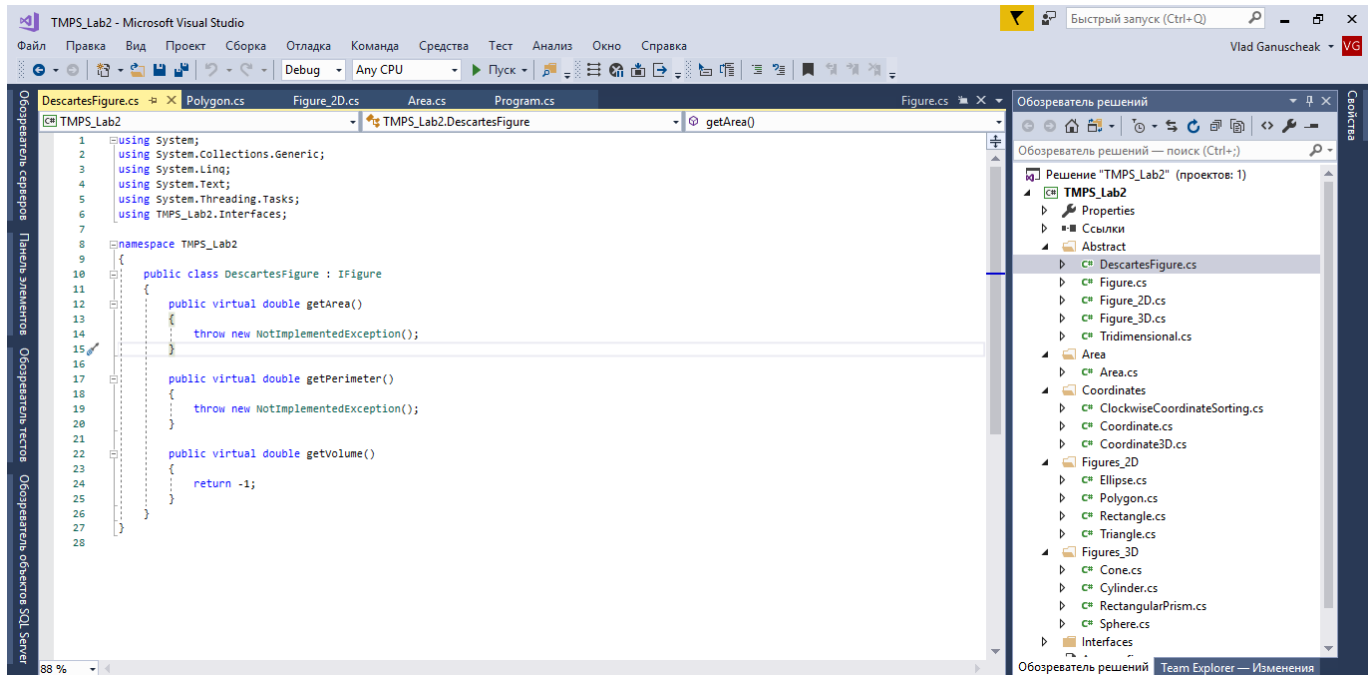 TMPS_Lab2 - Microsoft Visual Studio
Быстрый запуск (Ctrl+Q)
Файл Правка Вид Проект Сборка Отладка Команда Средства Тест Анализ Окно Справка
Vlad Ganuscheak VG
Debug Any CPU Пуск
DescartesFigure.cs Polygon.cs Figure_2D.cs Area.cs Program.cs Figure.cs
TMPS_Lab2 TMPS_Lab2.DescartesFigure getArea()
1 using System;
2 using System.Collections.Generic;
3 using System.Linq;
4 using System.Text;
5 using System.Threading.Tasks;
6 using TMPS_Lab2.Interfaces;
7
8 namespace TMPS_Lab2
9 {
10 public class DescartesFigure : IFigure
11 {
12 public virtual double getArea()
13 {
14 throw new NotImplementedException();
15 }
16
17 public virtual double getPerimeter()
18 {
19 throw new NotImplementedException();
20 }
21
22 public virtual double getVolume()
23 {
24 return -1;
25 }
26 }
27 }
28
88 %
Обозреватель серверов
Панель элементов
Обозреватель тестов
Обозреватель объектов SQL Server
Обозреватель решений
Обозреватель решений — поиск (Ctrl+;)
Решение "TMPS_Lab2" (проектов: 1)
C# TMPS_Lab2
Properties
Ссылки
Abstract
C# DescartesFigure.cs
C# Figure.cs
C# Figure_2D.cs
C# Figure_3D.cs
C# Tridimensional.cs
Area
C# Area.cs
Coordinates
C# ClockwiseCoordinateSorting.cs
C# Coordinate.cs
C# Coordinate3D.cs
Figures_2D
C# Ellipse.cs
C# Polygon.cs
C# Rectangle.cs
C# Triangle.cs
Figures_3D
C# Cone.cs
C# Cylinder.cs
C# RectangularPrism.cs
C# Sphere.cs
Interfaces
Обозреватель решений Team Explorer — Изменения
Свойства